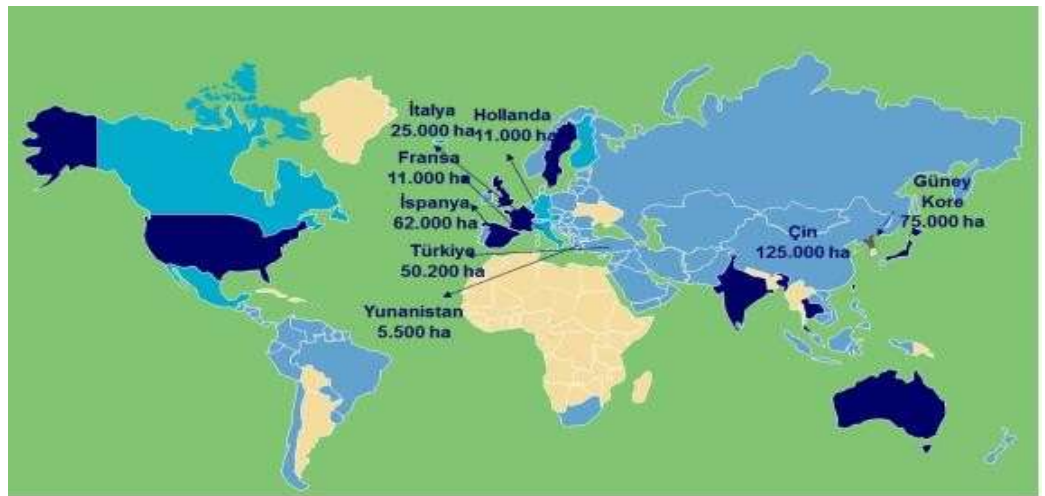 İtalya
25.000 ha
Hollanda
11.000 ha
Fransa
11.000 ha
İspanya
62.000 ha
Türkiye
50.200 ha
Yunanistan
5.500 ha
Çin
125.000 ha
Güney
Kore
75.000 ha